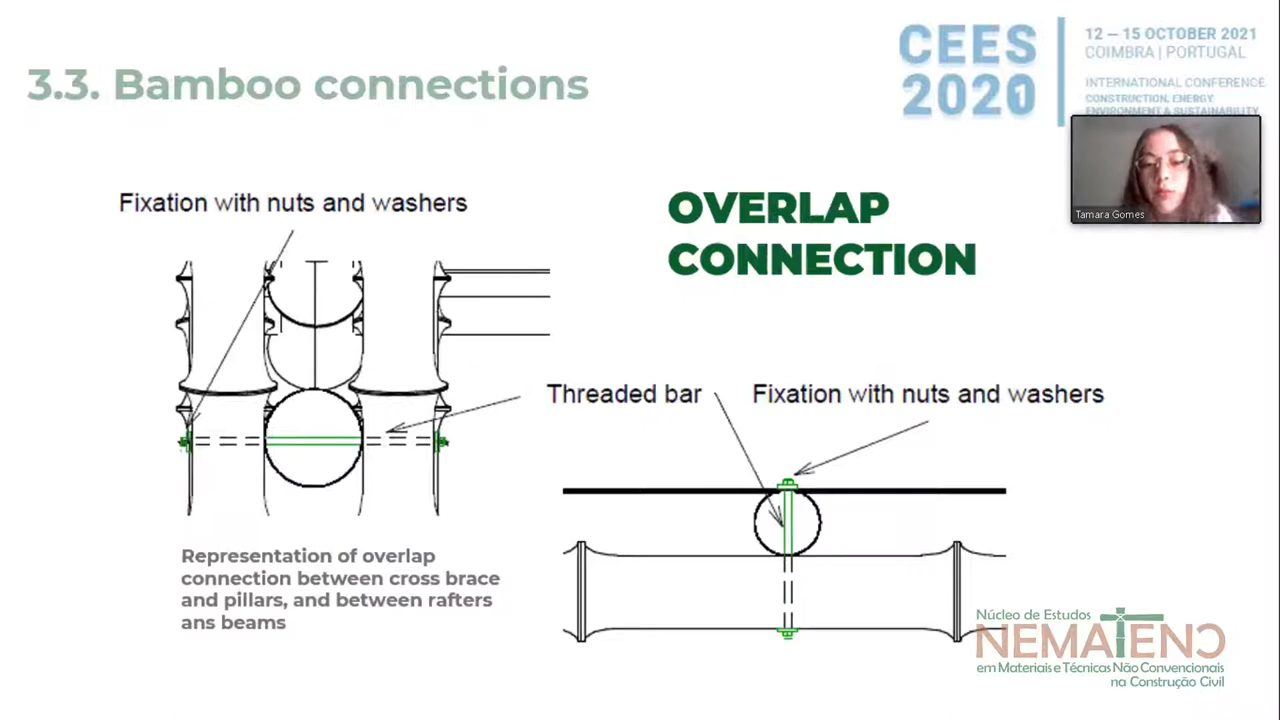 3.3. Bamboo connections
CEES
2020
12 — 15 OCTOBER 2021
COIMBRA | PORTUGAL
INTERNATIONAL CONFERENCE
CONSTRUCTION, ENERGY
ENVIRONMENT & SUSTAINABILITY
Tamara Gomes
Fixation with nuts and washers
OVERLAP
CONNECTION
Threaded bar
Fixation with nuts and washers
Representation of overlap
connection between cross brace
and pillars, and between rafters
ans beams
Núcleo de Estudos
NEMATENC
em Materiais e Técnicas Não Convencionais
na Construção Civil